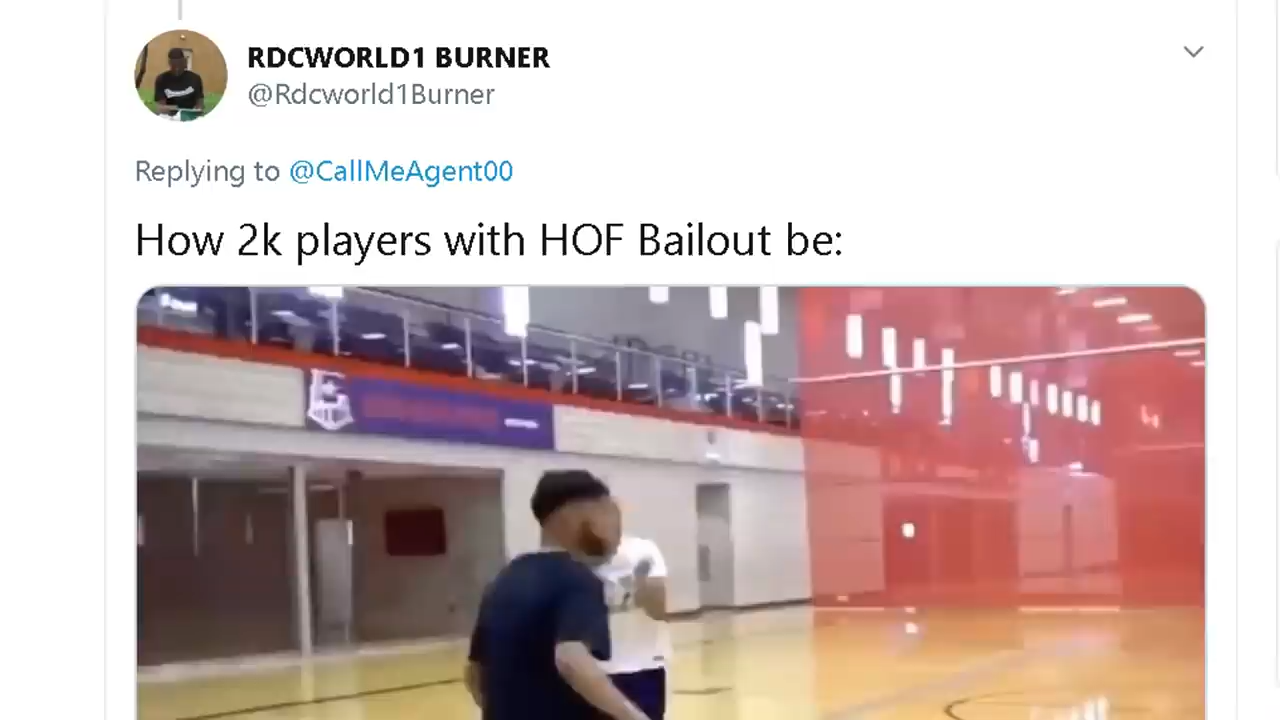 RDCWORLD1 BURNER
@Rdcworld1Burner
Replying to @CallMeAgent00
How 2k players with HOF Bailout be: